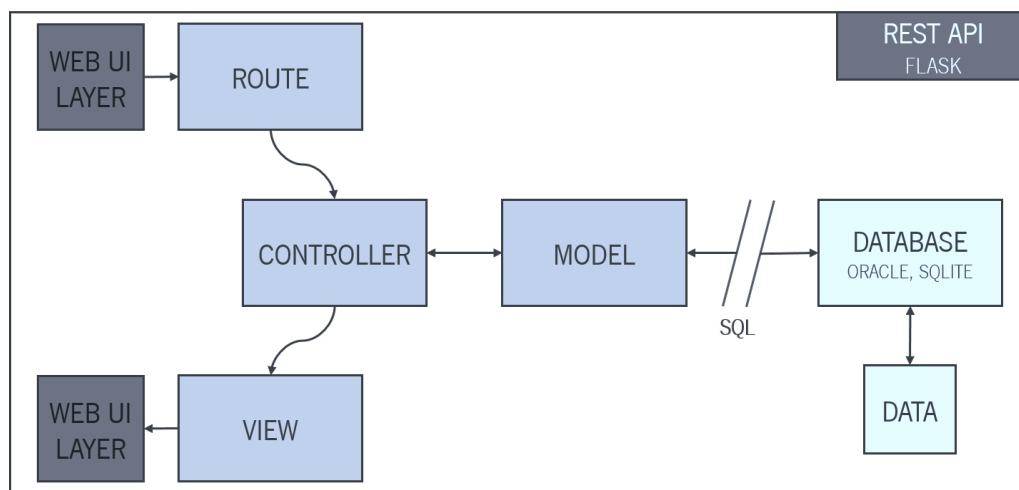 WEB UI
LAYER
ROUTE
REST API
FLASK
CONTROLLER
MODEL
SQL
DATABASE
ORACLE, SQLITE
WEB UI
LAYER
VIEW
DATA